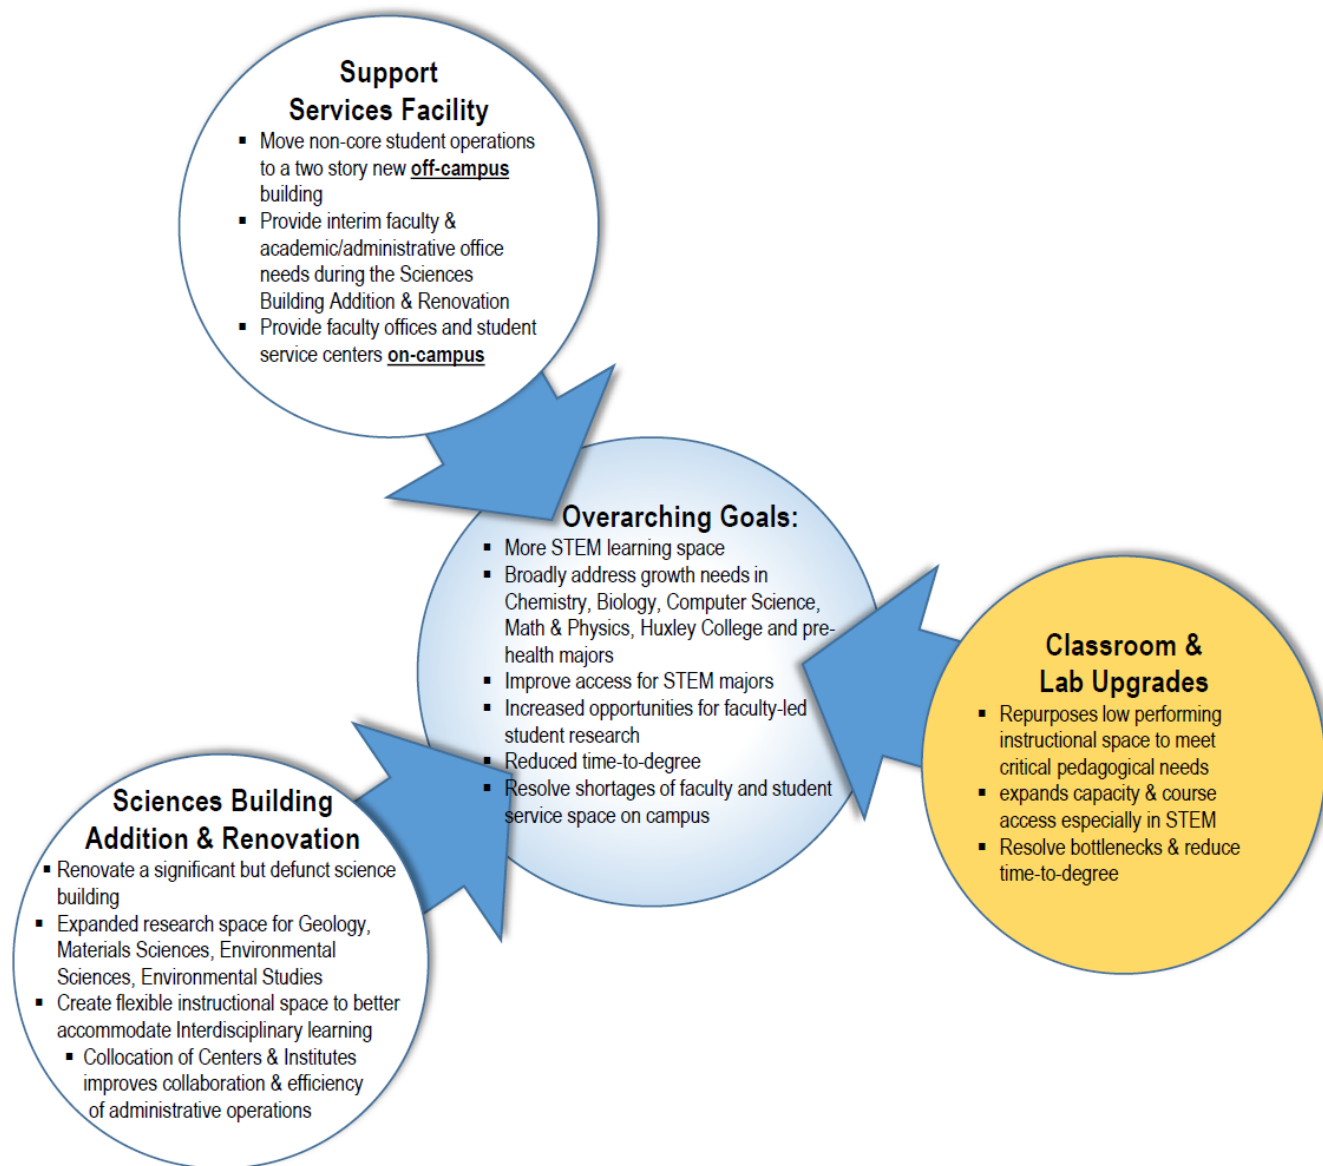 Support
Services Facility
▪ Move non-core student operations
to a two story new off-campus
building
▪ Provide interim faculty &
academic/administrative office
needs during the Sciences
Building Addition & Renovation
▪ Provide faculty offices and student
service centers on-campus
Overarching Goals:
▪ More STEM learning space
▪ Broadly address growth needs in
Chemistry, Biology, Computer Science,
Math & Physics, Huxley College and pre-
health majors
▪ Improve access for STEM majors
▪ Increased opportunities for faculty-led
student research
▪ Reduced time-to-degree
▪ Resolve shortages of faculty and student
service space on campus
Classroom &
Lab Upgrades
▪ Repurposes low performing
instructional space to meet
critical pedagogical needs
▪ expands capacity & course
access especially in STEM
▪ Resolve bottlenecks & reduce
time-to-degree
Sciences Building
Addition & Renovation
▪ Renovate a significant but defunct science
building
▪ Expanded research space for Geology,
Materials Sciences, Environmental
Sciences, Environmental Studies
▪ Create flexible instructional space to better
accommodate Interdisciplinary learning
▪ Collocation of Centers & Institutes
improves collaboration & efficiency
of administrative operations